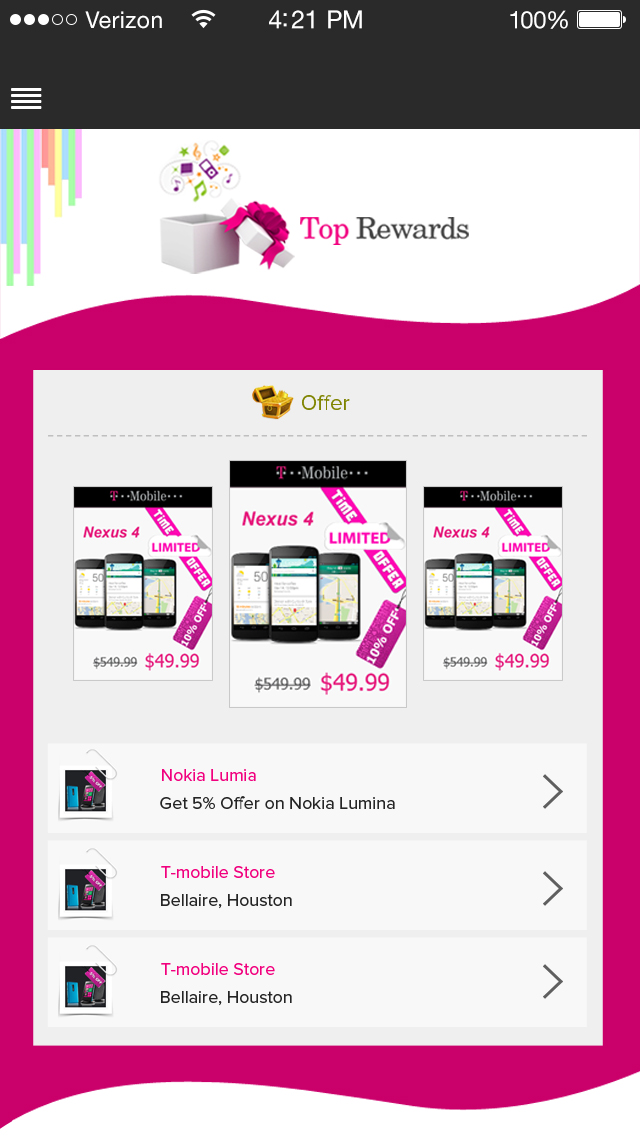 Verizon 4:21 PM 100%
Top Rewards
Offer
T··Mobile···
Nexus 4
TIME
LIMITED
OFFER
50
10% OFF
$549.99 $49.99
T··Mobile···
Nexus 4
TIME
LIMITED
OFFER
50
10% OFF
$549.99 $49.99
T··Mobile···
Nexus 4
TIME
LIMITED
OFFER
50
10% OFF
$549.99 $49.99
Nokia Lumia
Get 5% Offer on Nokia Lumina
T-mobile Store
Bellaire, Houston
T-mobile Store
Bellaire, Houston